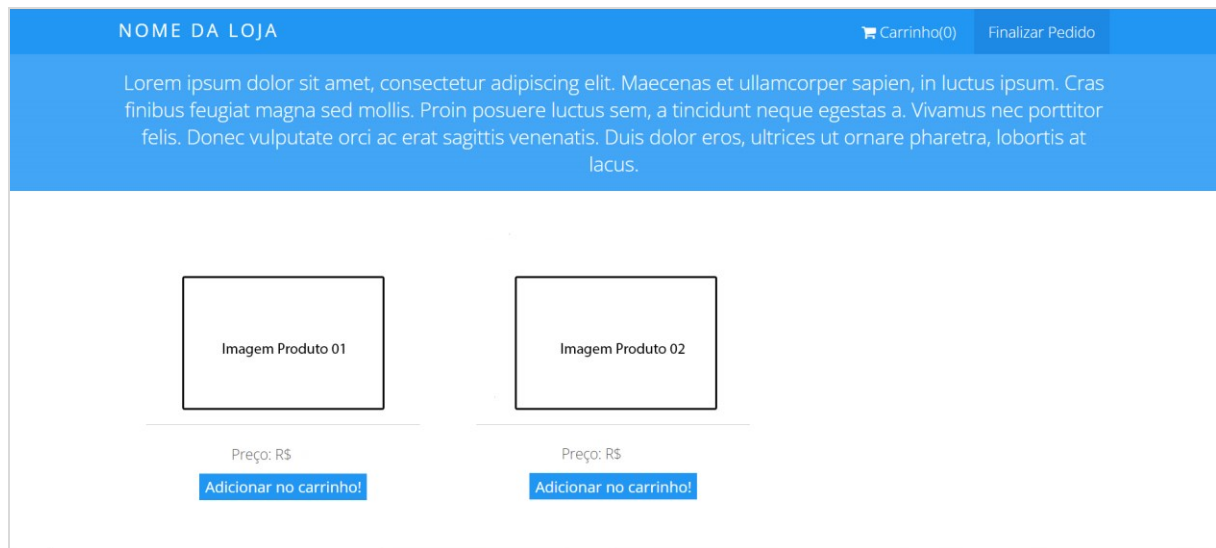 NOME DA LOJA
Carrinho(0)
Finalizar Pedido
Lorem ipsum dolor sit amet, consectetur adipiscing elit. Maecenas et ullamcorper sapien, in luctus ipsum. Cras
finibus feugiat magna sed mollis. Proin posuere luctus sem, a tincidunt neque egestas a. Vivamus nec porttitor
felis. Donec vulputate orci ac erat sagittis venenatis. Duis dolor eros, ultrices ut ornare pharetra, lobortis at
lacus.
Imagem Produto 01
Imagem Produto 02
Preço: R$
Preço: R$
Adicionar no carrinho!
Adicionar no carrinho!